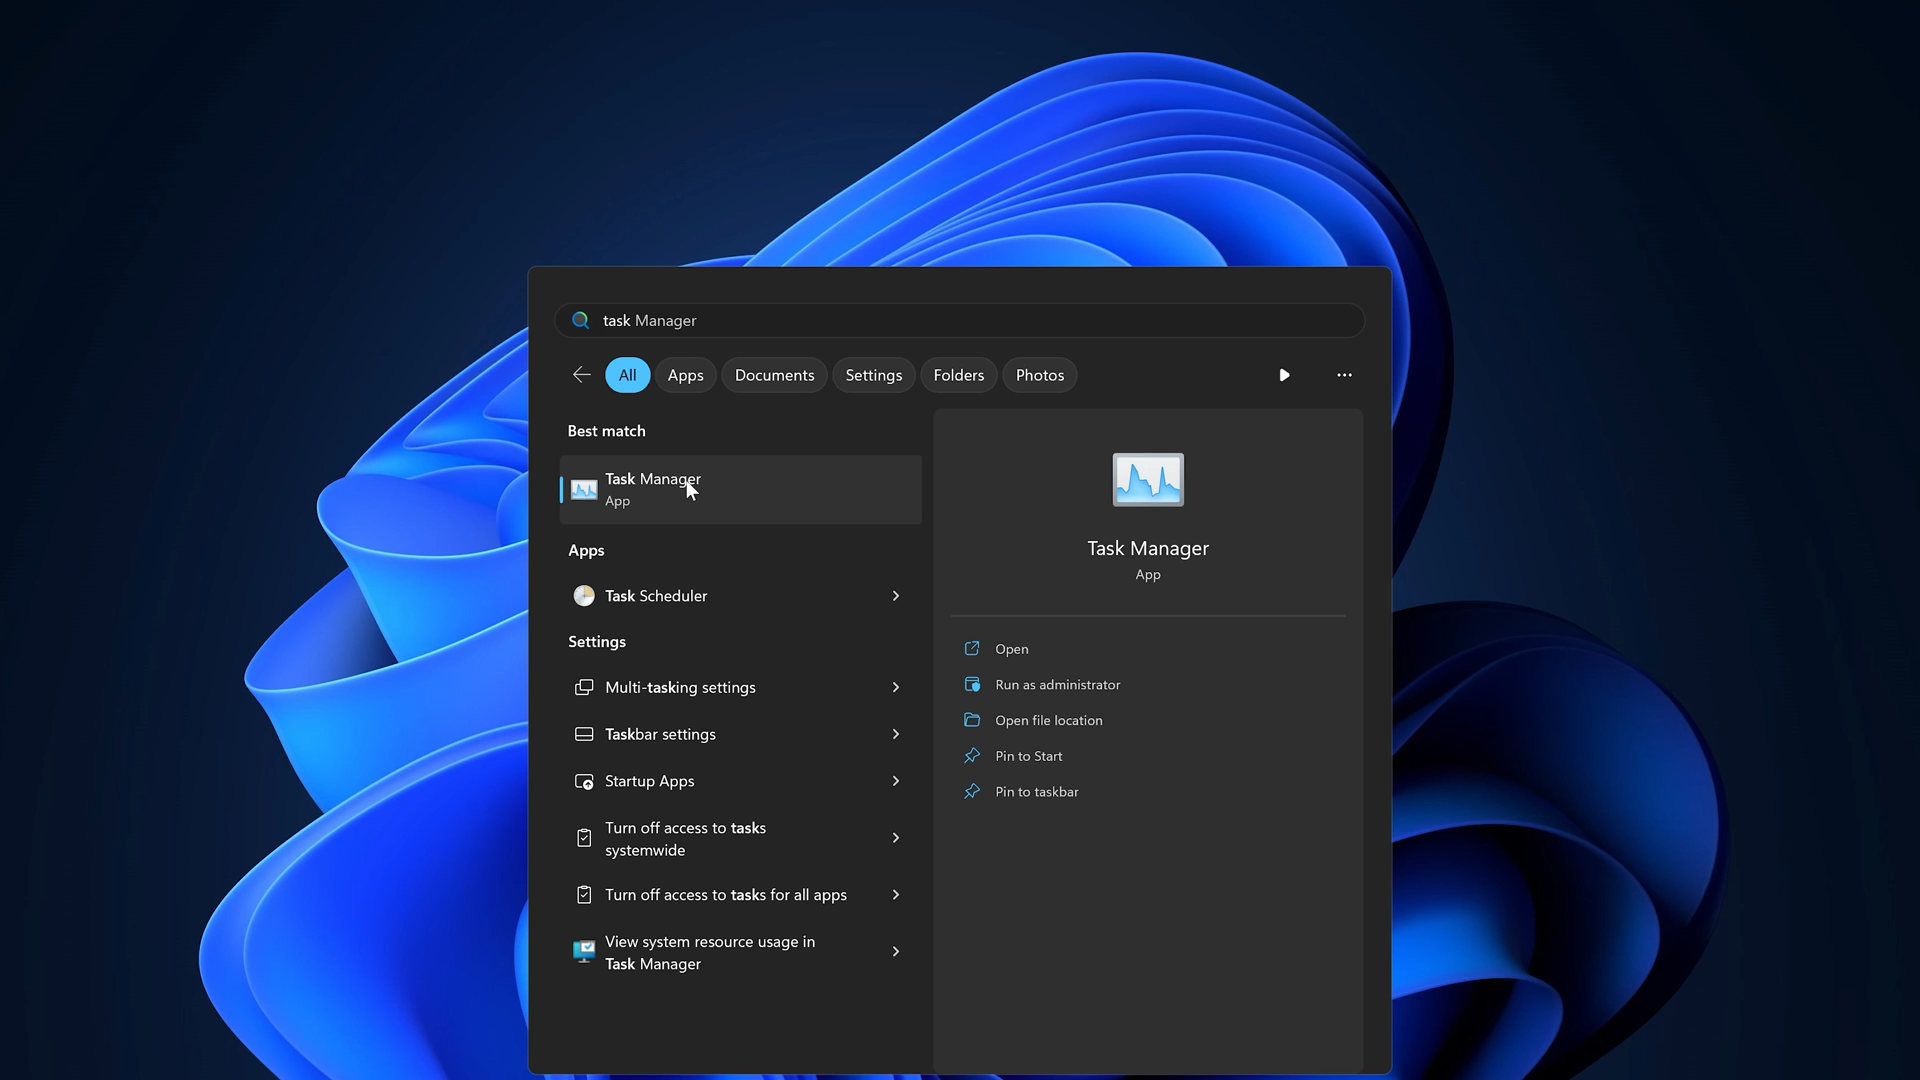 task Manager
All Apps Documents Settings Folders Photos
Best match
Task Manager
App
Apps
Task Scheduler
Settings
Multi-tasking settings
Taskbar settings
Startup Apps
Turn off access to tasks
systemwide
Turn off access to tasks for all apps
View system resource usage in
Task Manager
Task Manager
App
Open
Run as administrator
Open file location
Pin to Start
Pin to taskbar